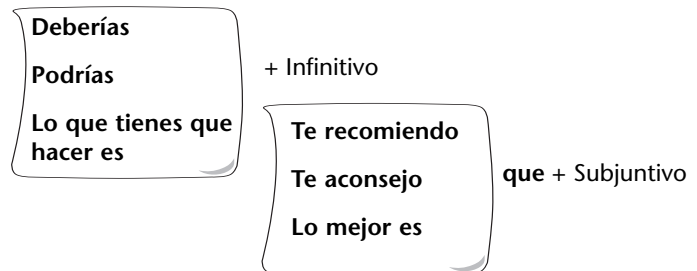 Deberías
Podrías
Lo que tienes que
hacer es
+ Infinitivo
Te recomiendo
Te aconsejo
Lo mejor es
que + Subjuntivo